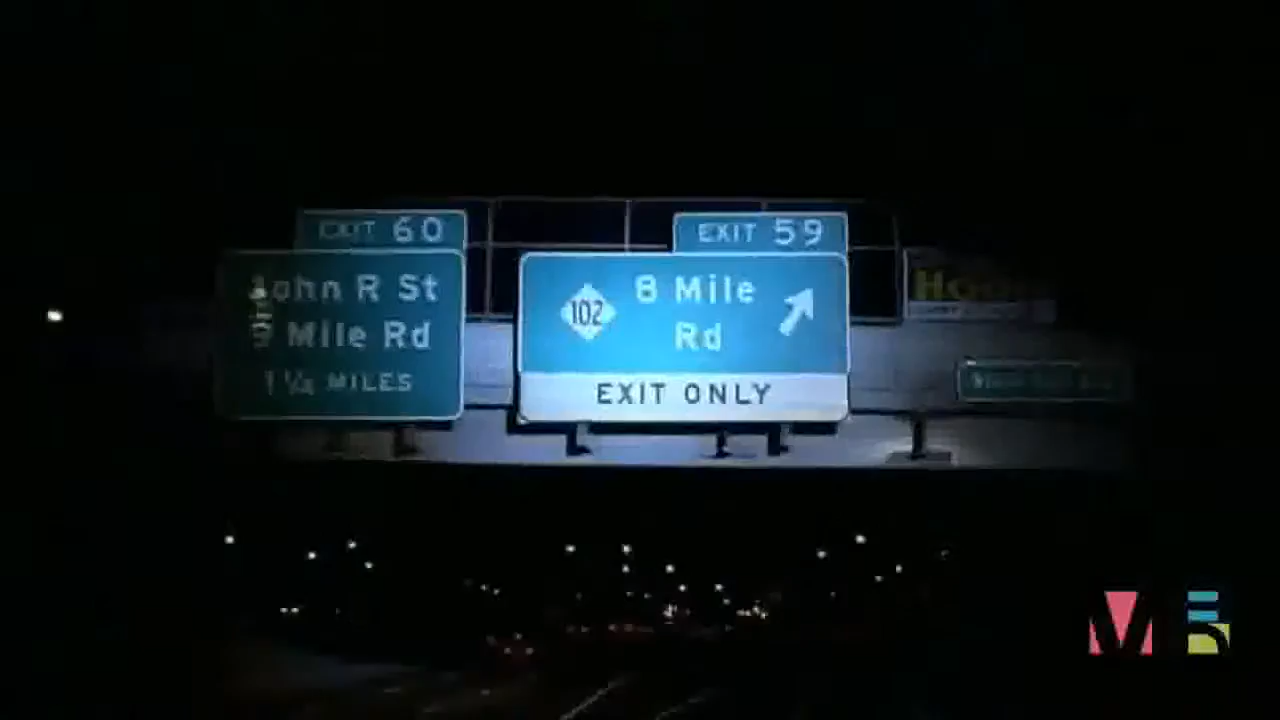 EXIT 60
John R St
9 Mile Rd
1 ¼ MILES
EXIT 59
102
8 Mile
Rd
EXIT ONLY